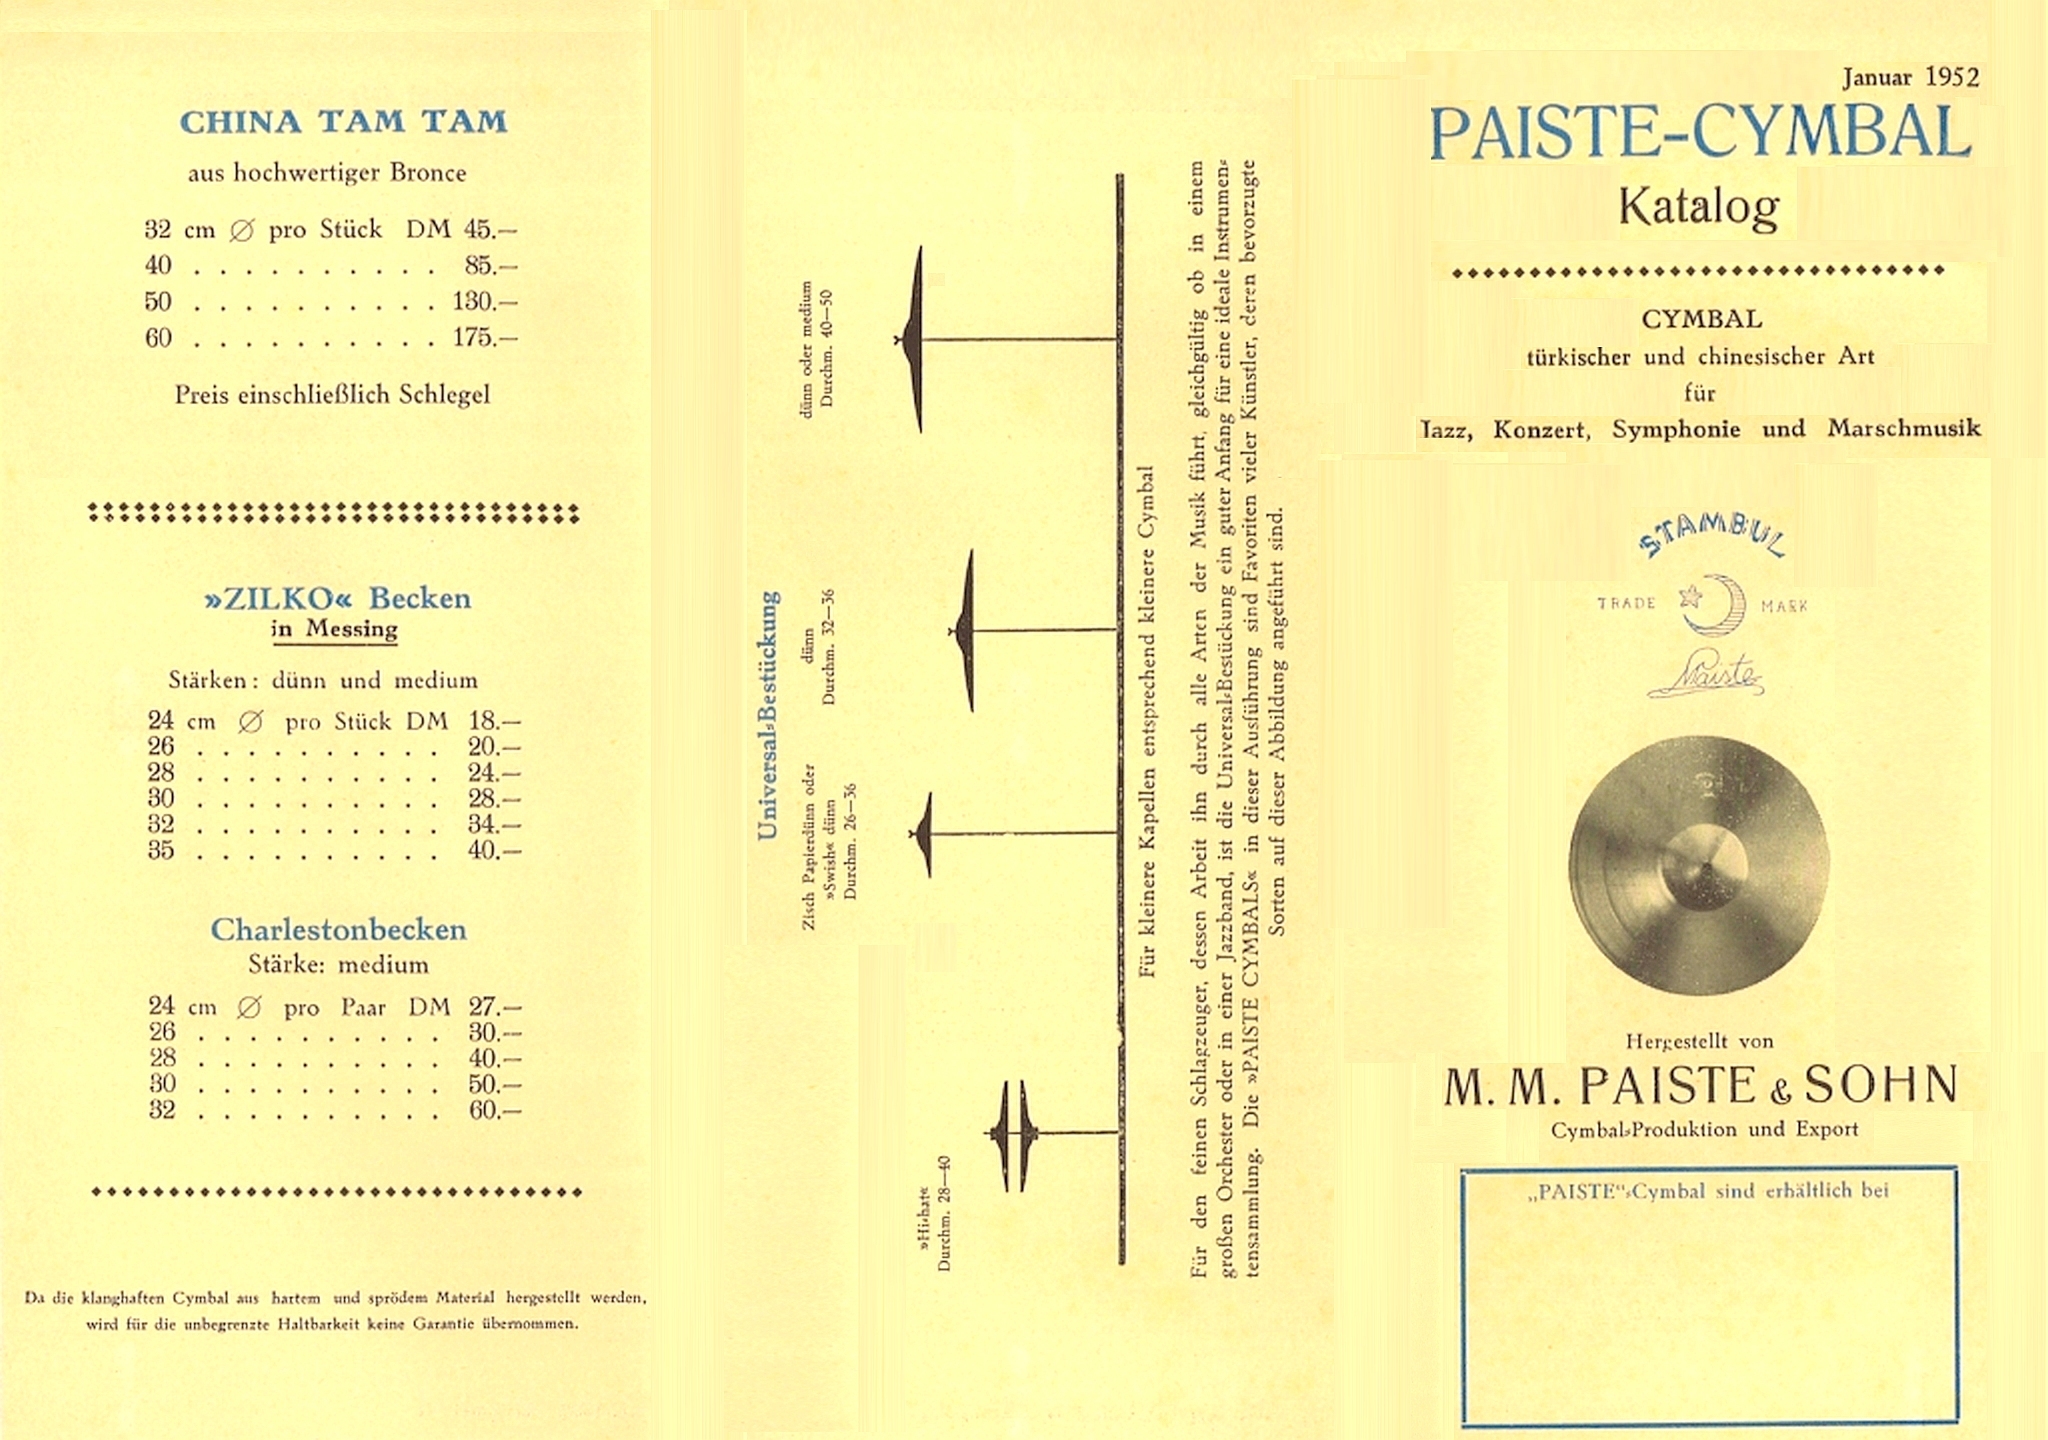 CHINA TAM TAM
aus hochwertiger Bronce
32 cm ∅ pro Stück DM 45.—
40 . . . . . . . . . . 85.—
50 . . . . . . . . . . 130.—
60 . . . . . . . . . . 175.—
Preis einschließlich Schlegel
»ZILKO« Becken
in Messing
Stärken: dünn und medium
24 cm ∅ pro Stück DM 18.—
26 . . . . . . . . . . 20.—
28 . . . . . . . . . . 24.—
30 . . . . . . . . . . 28.—
32 . . . . . . . . . . 34.—
35 . . . . . . . . . . 40.—
Charlestonbecken
Stärke: medium
24 cm ∅ pro Paar DM 27.—
26 . . . . . . . . . . 30.—
28 . . . . . . . . . . 40.—
30 . . . . . . . . . . 50.—
32 . . . . . . . . . . 60.—
Da die klanghaften Cymbal aus hartem und sprödem Material hergestellt werden,
wird für die unbegrenzte Haltbarkeit keine Garantie übernommen.
Universal-Bestückung
»Hi-hat«
Durchm. 28—40
Zisch Papierdünn oder
»Swish« dünn
Durchm. 26—36
dünn
Durchm. 32—36
dünn oder medium
Durchm. 40—50
Für kleinere Kapellen entsprechend kleinere Cymbal
Für den feinen Schlagzeuger, dessen Arbeit ihn durch alle Arten der Musik führt, gleichgültig ob in einem
großen Orchester oder in einer Jazzband, ist die Universal-Bestückung ein guter Anfang für eine ideale Instrumen-
tensammlung. Die »PAISTE CYMBALS« in dieser Ausführung sind Favoriten vieler Künstler, deren bevorzugte
Sorten auf dieser Abbildung angeführt sind.
Januar 1952
PAISTE-CYMBAL
Katalog
CYMBAL
türkischer und chinesischer Art
für
Jazz, Konzert, Symphonie und Marschmusik
STAMBUL
TRADE MARK
Paiste
Hergestellt von
M. M. PAISTE & SOHN
Cymbal-Produktion und Export
„PAISTE“-Cymbal sind erhältlich bei